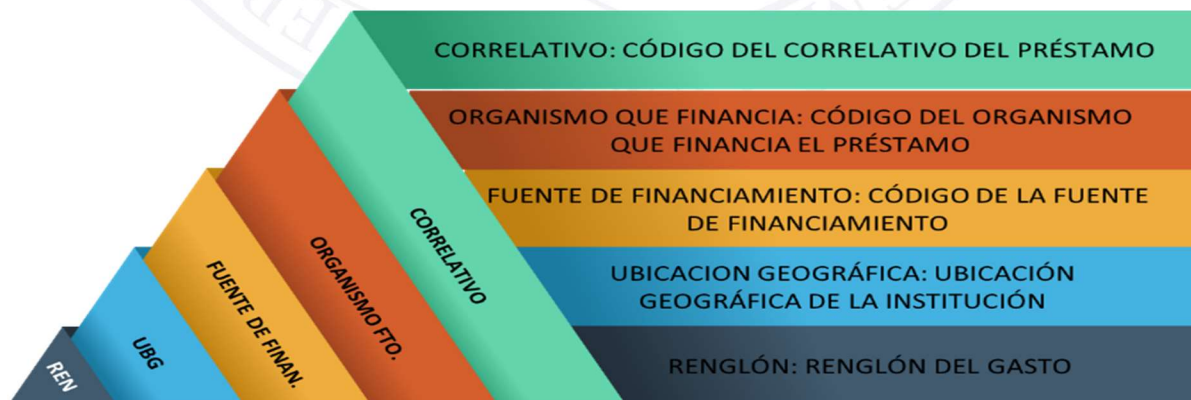 CORRELATIVO: CÓDIGO DEL CORRELATIVO DEL PRÉSTAMO
ORGANISMO QUE FINANCIA: CÓDIGO DEL ORGANISMO
QUE FINANCIA EL PRÉSTAMO
FUENTE DE FINANCIAMIENTO: CÓDIGO DE LA FUENTE
DE FINANCIAMIENTO
UBICACION GEOGRÁFICA: UBICACIÓN
GEOGRÁFICA DE LA INSTITUCIÓN
RENGLÓN: RENGLÓN DEL GASTO
REN
UBG
FUENTE DE FINAN.
ORGANISMO FTO.
CORRELATIVO